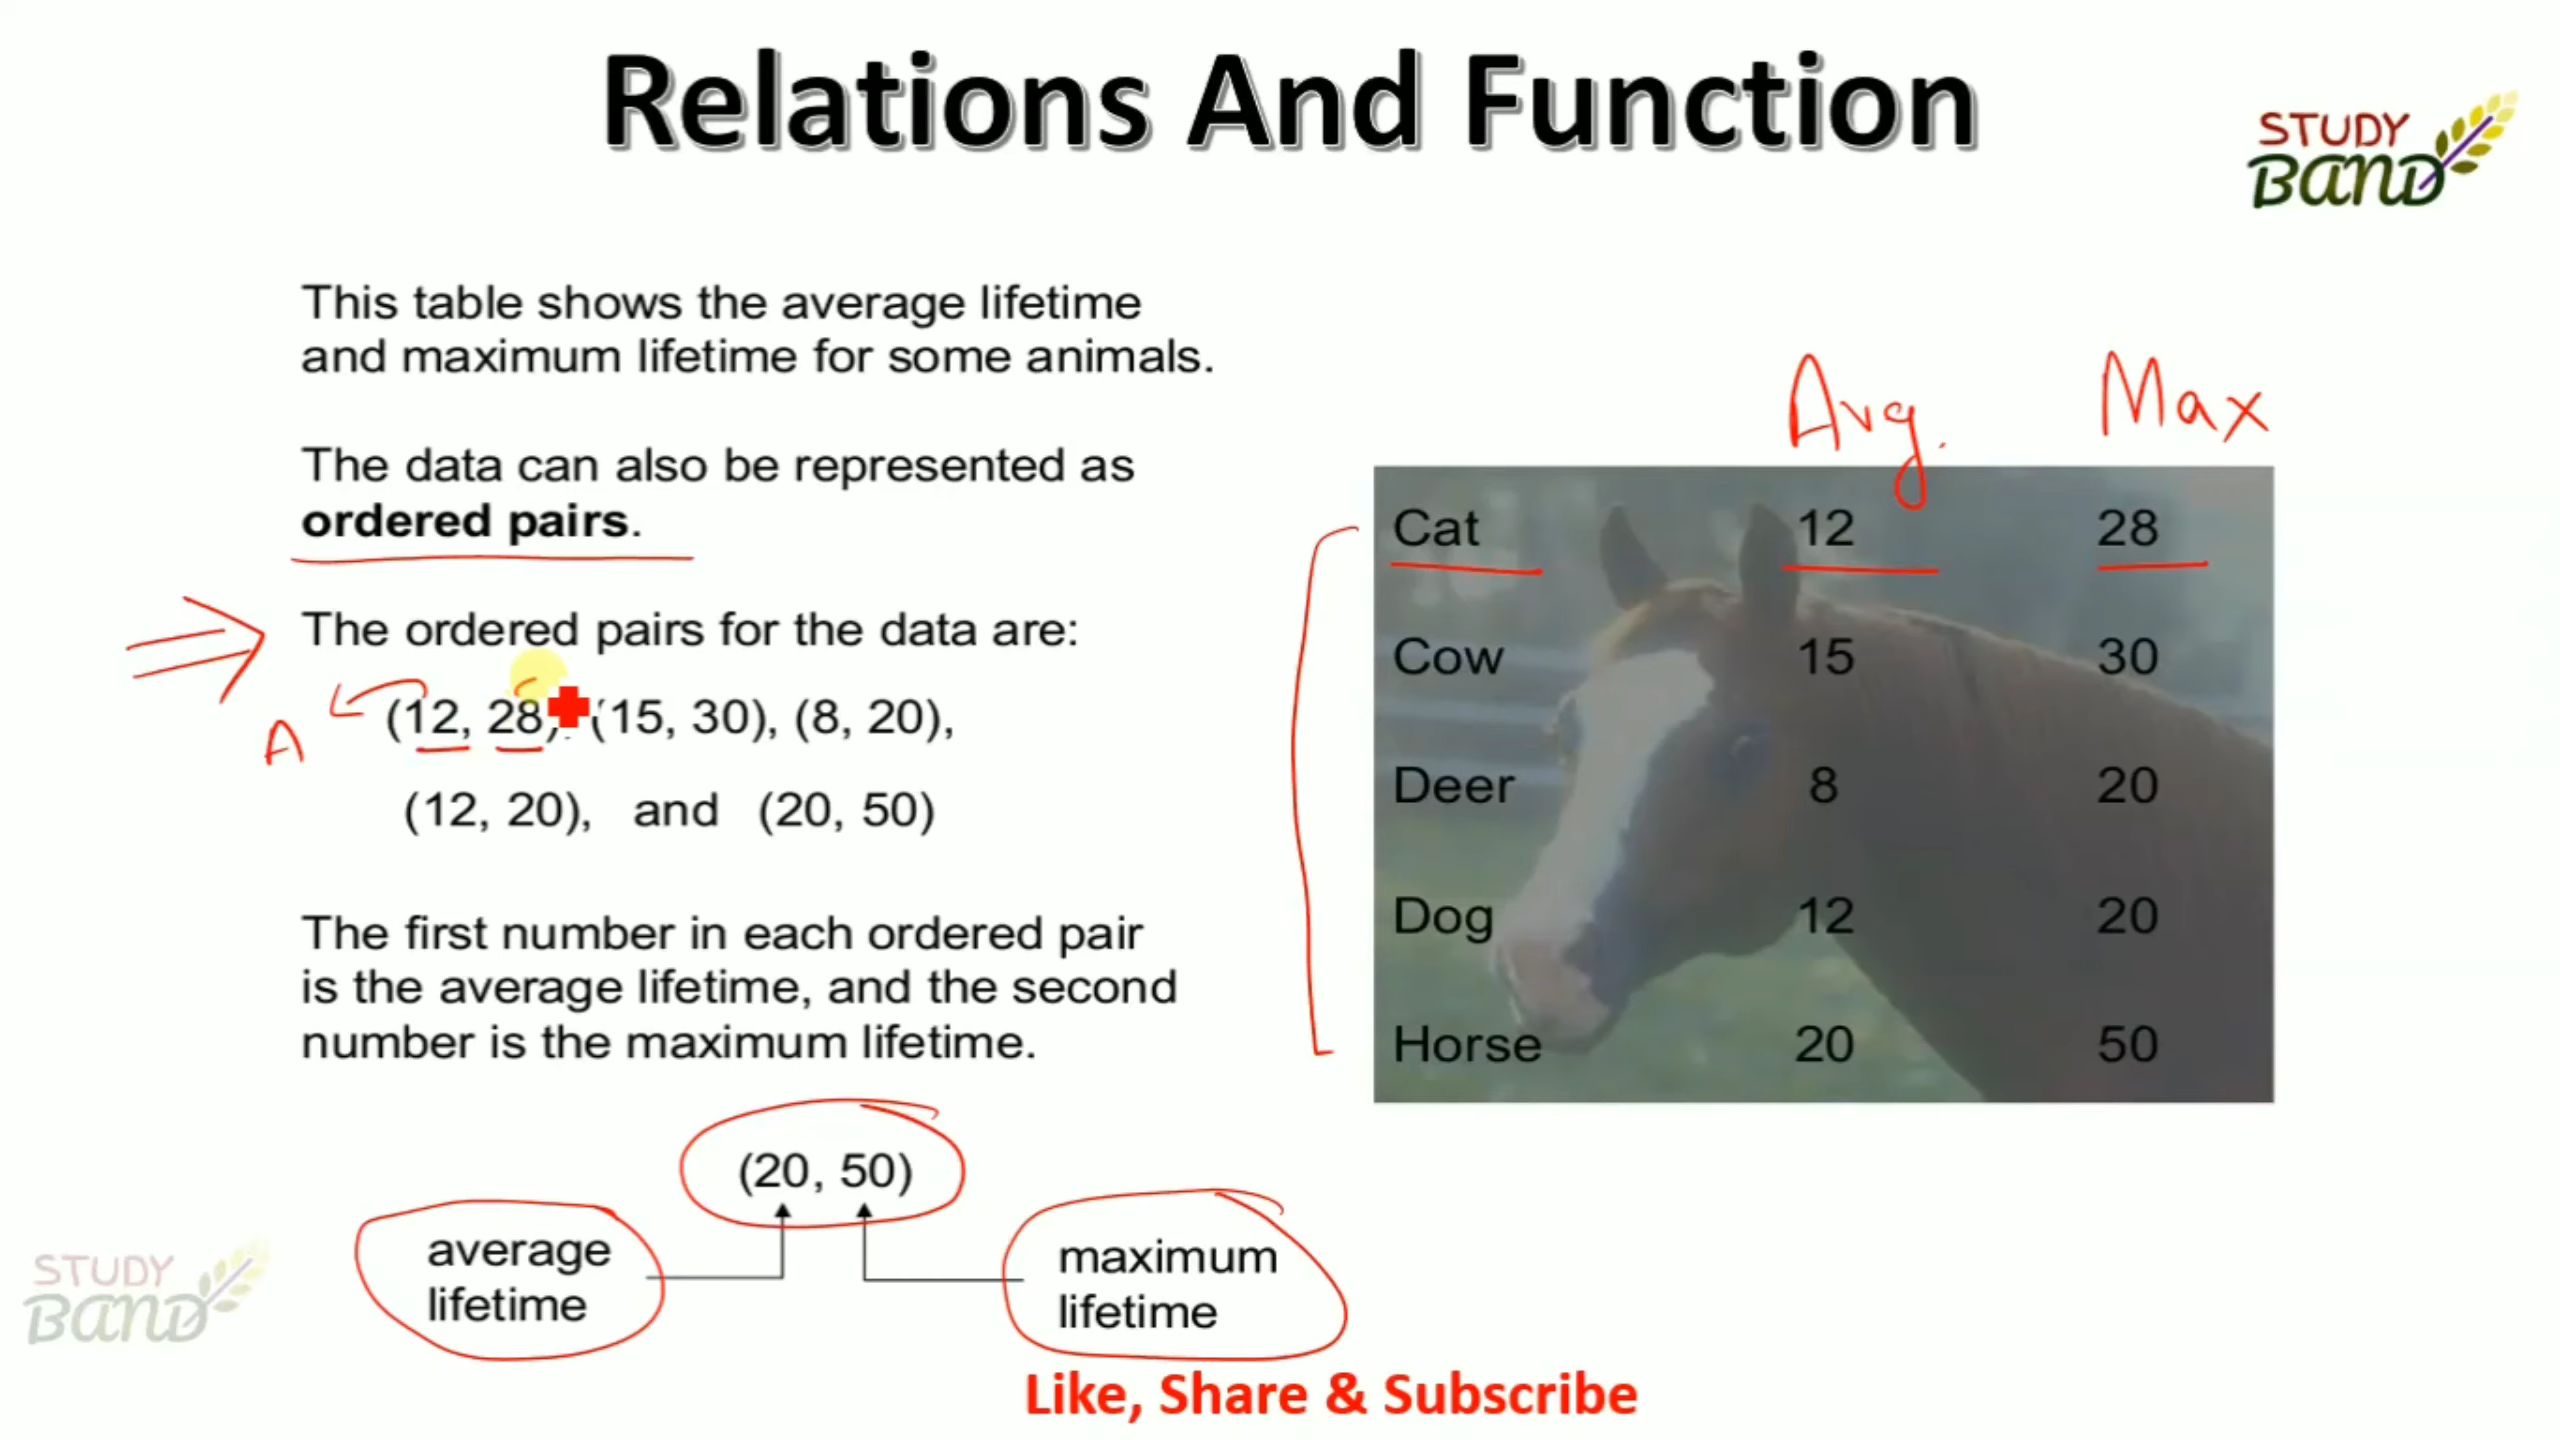 Relations And Function
STUDY
BAND
This table shows the average lifetime
and maximum lifetime for some animals.
The data can also be represented as
ordered pairs.
The ordered pairs for the data are:
(12, 28), (15, 30), (8, 20),
A
(12, 20), and (20, 50)
The first number in each ordered pair
is the average lifetime, and the second
number is the maximum lifetime.
(20, 50)
average
lifetime
maximum
lifetime
Avg. Max
Cat 12 28
Cow 15 30
Deer 8 20
Dog 12 20
Horse 20 50
STUDY
BAND
Like, Share & Subscribe